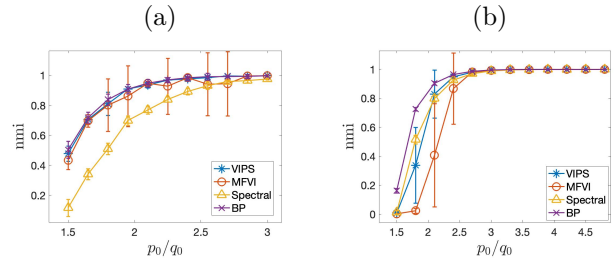 (a)
(b)
1
0.8
0.6
0.4
0.2
nmi
VIPS
MFVI
Spectral
BP
1.5 2 2.5 3
p₀/q₀
1
0.8
0.6
0.4
0.2
0
nmi
VIPS
MFVI
Spectral
BP
1.5 2 2.5 3 3.5 4 4.5
p₀/q₀